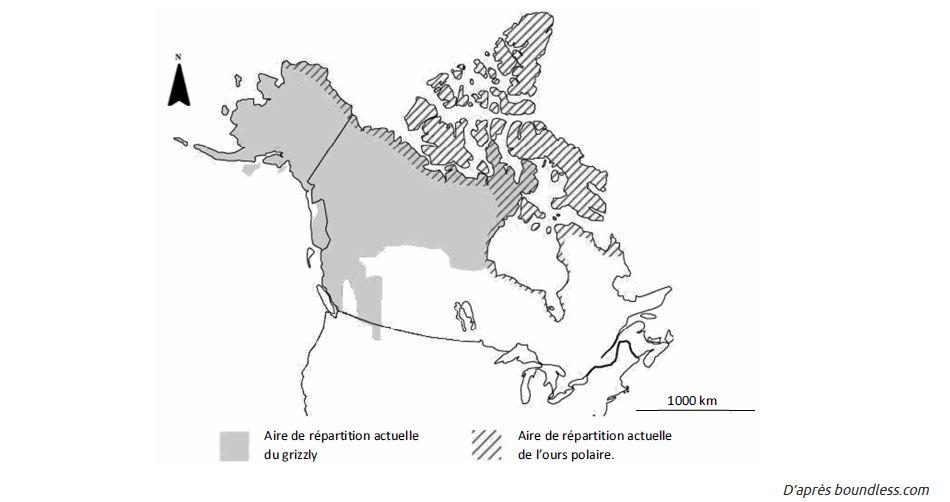 N
1000 km
Aire de répartition actuelle
du grizzly
Aire de répartition actuelle
de l'ours polaire.
D'après boundless.com